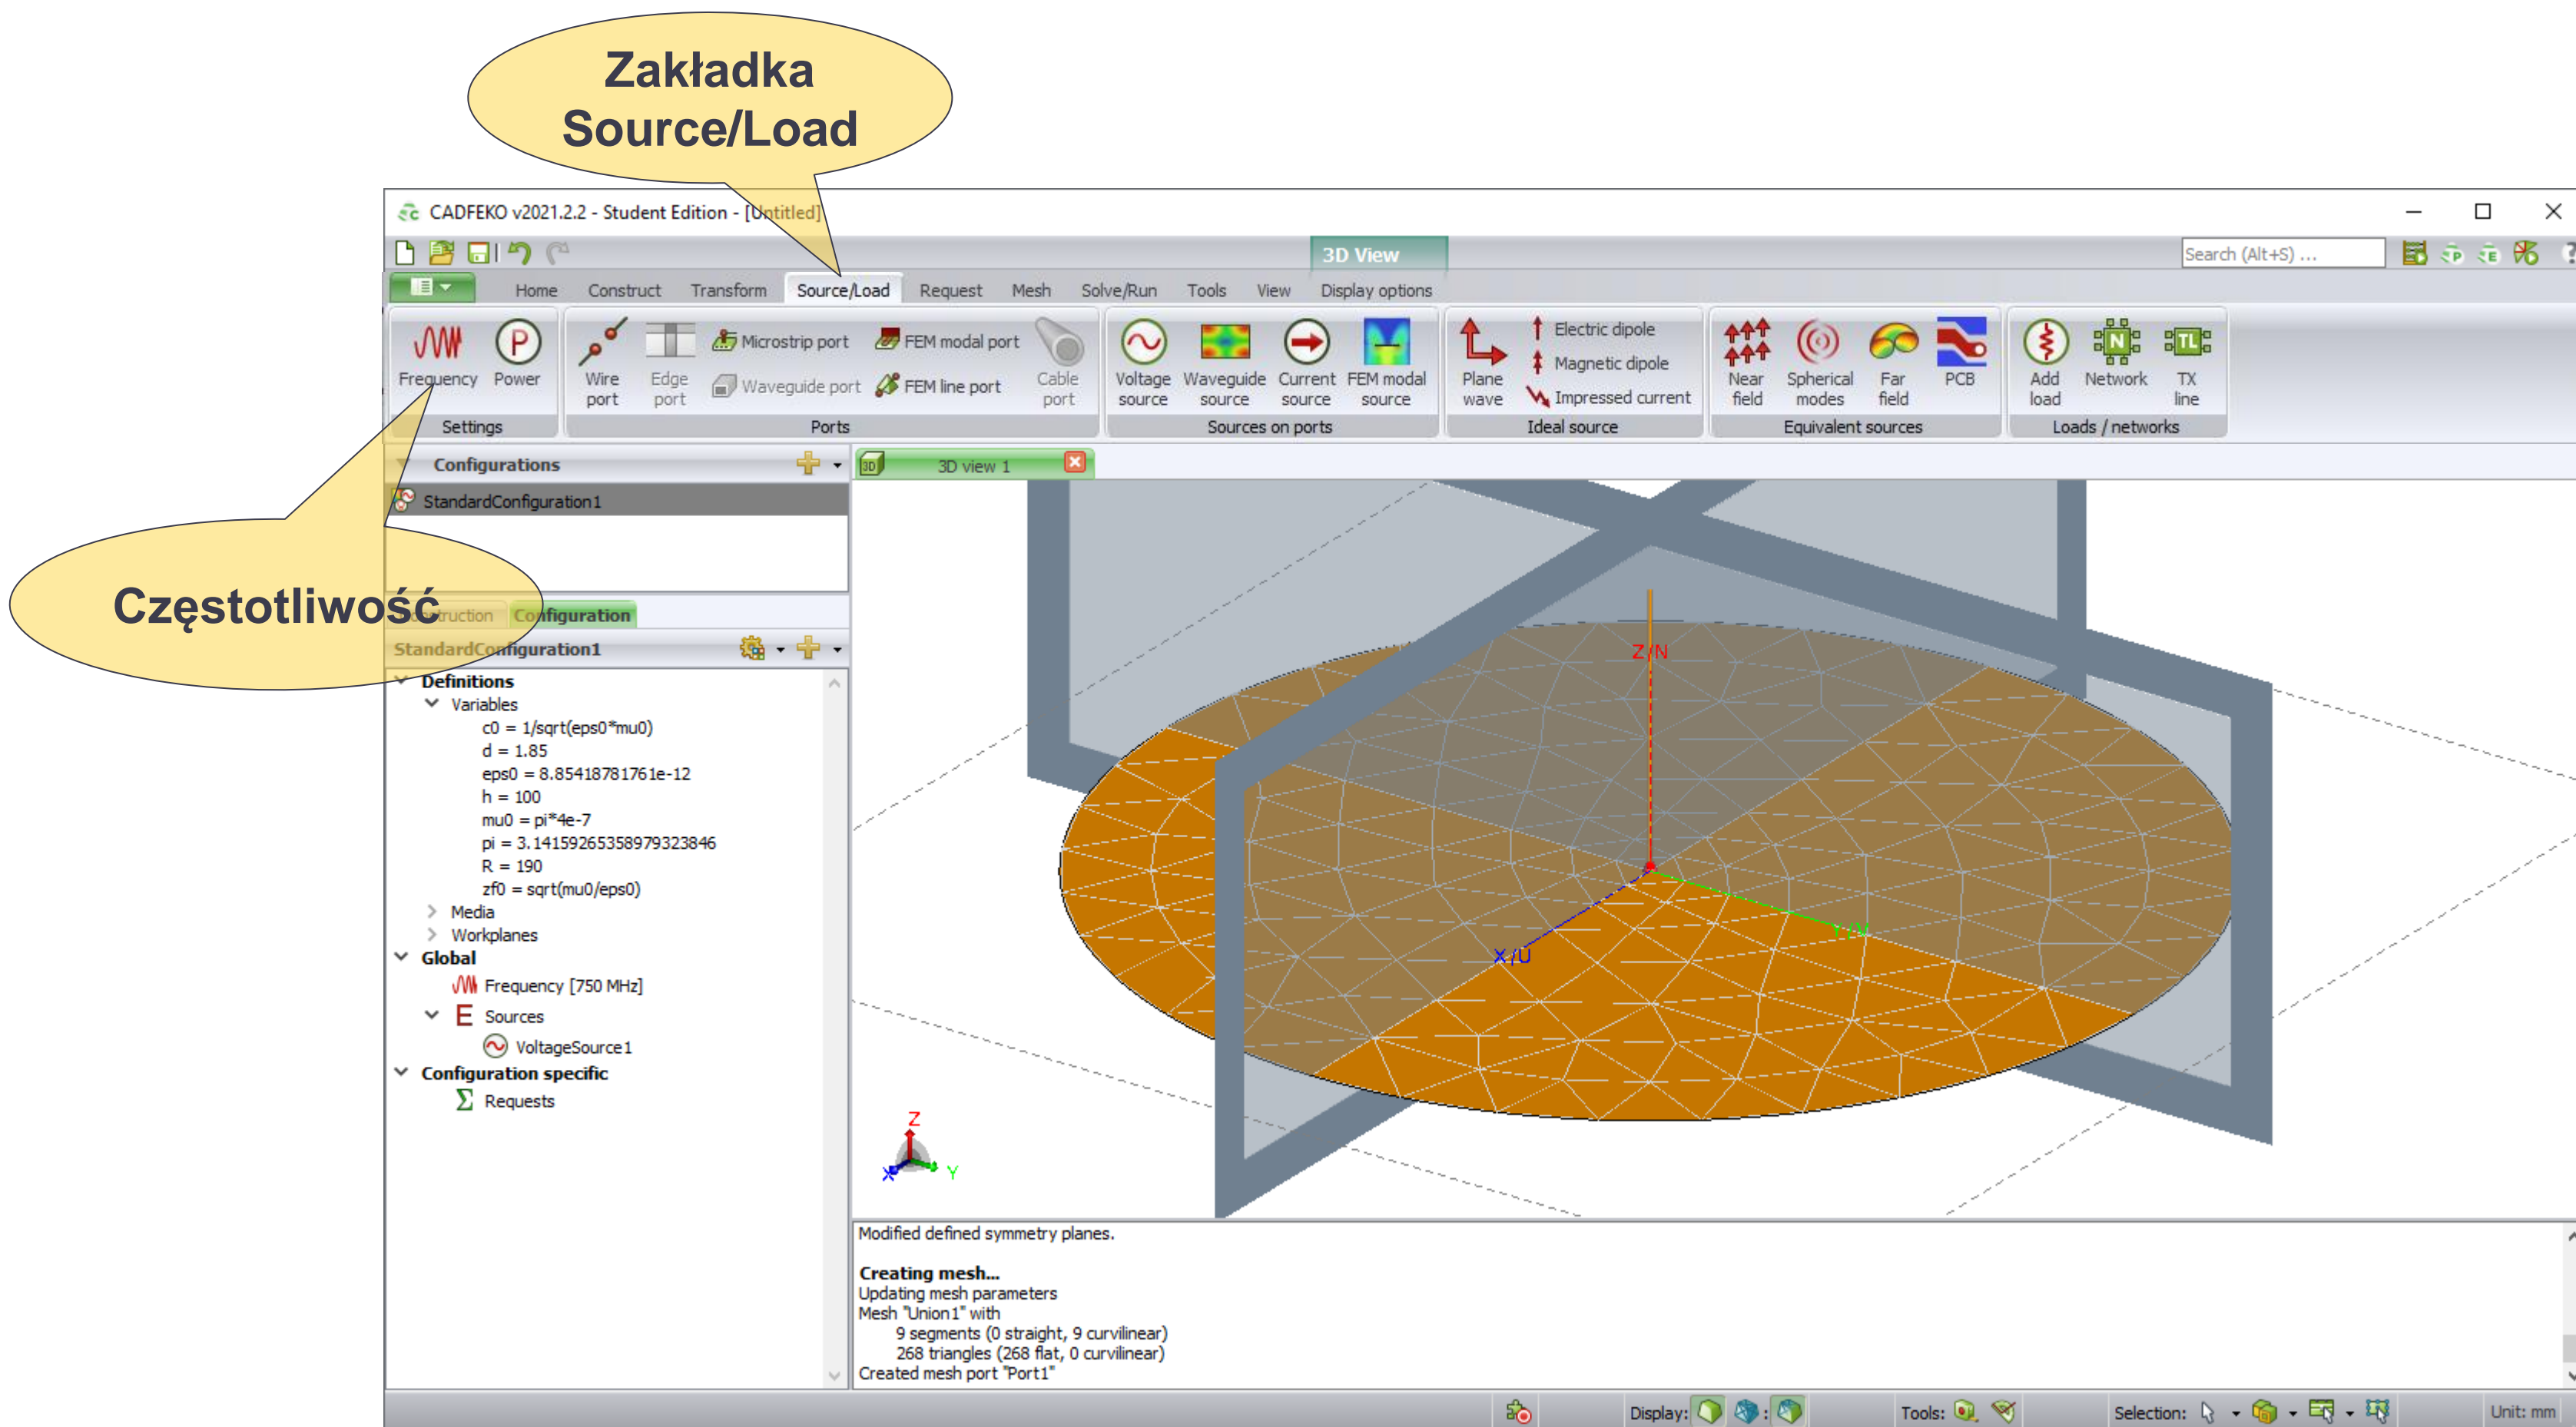 Zakładka
Source/Load
CADFEKO v2021.2.2 - Student Edition - [Untitled]
3D View
Search (Alt+S) ...
Home Construct Transform Source/Load Request Mesh Solve/Run Tools View Display options
Frequency
Power
Settings
Wire port
Edge port
Microstrip port
Waveguide port
FEM modal port
FEM line port
Cable port
Ports
Voltage source
Waveguide source
Current source
FEM modal source
Sources on ports
Plane wave
Electric dipole
Magnetic dipole
Impressed current
Ideal source
Near field
Spherical modes
Far field
PCB
Equivalent sources
Add load
Network
TX line
Loads / networks
Configurations
StandardConfiguration1
3D view 1
Częstotliwość
Construction Configuration
StandardConfiguration1
Definitions
Variables
c0 = 1/sqrt(eps0*mu0)
d = 1.85
eps0 = 8.85418781761e-12
h = 100
mu0 = pi*4e-7
pi = 3.14159265358979323846
R = 190
zf0 = sqrt(mu0/eps0)
Media
Workplanes
Global
Frequency [750 MHz]
Sources
VoltageSource1
Configuration specific
Requests
Z/N
X/U
Y/V
Z
X
Y
Modified defined symmetry planes.
Creating mesh...
Updating mesh parameters
Mesh "Union1" with
9 segments (0 straight, 9 curvilinear)
268 triangles (268 flat, 0 curvilinear)
Created mesh port "Port1"
Display: : Tools: Selection: Unit: mm